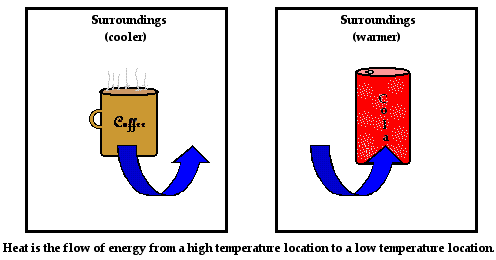 Surroundings
(cooler)
Coffee
Surroundings
(warmer)
Cola
Heat is the flow of energy from a high temperature location to a low temperature location.